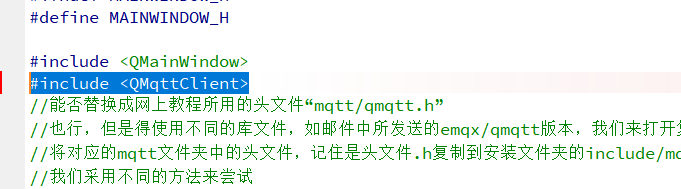 #define MAINWINDOW_H
#include <QMainWindow>
#include <QMqttClient>
//能否替换成网上教程所用的头文件“mqtt/qmqtt.h”
//也行，但是得使用不同的库文件，如邮件中所发送的emqx/qmqtt版本，我们来打开
//将对应的mqtt文件夹中的头文件，记住是头文件.h复制到安装文件夹的include/
//我们采用不同的方法来尝试